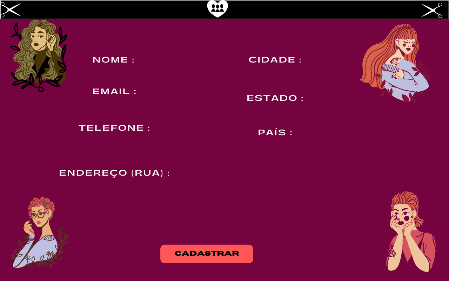 NOME :
CIDADE :
EMAIL :
ESTADO :
TELEFONE :
PAÍS :
ENDEREÇO (RUA) :
CADASTRAR